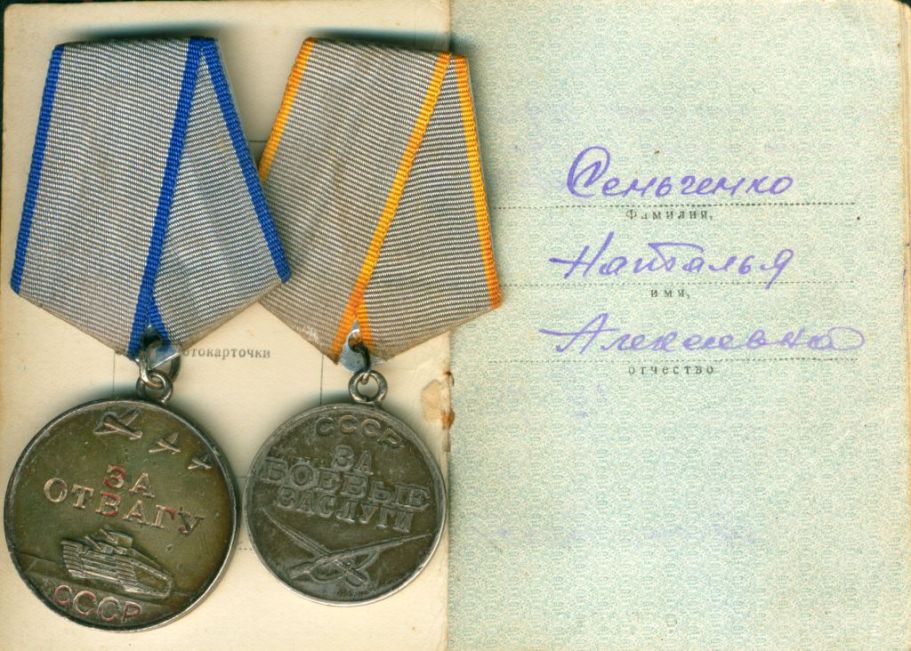 отокарточки
ЗА
ОТВАГУ
СССР
СССР
ЗА
БОЕВЫЕ
ЗАСЛУГИ
Сеньченко
Фамилия,
Наталья
имя,
Алексеевна
отчество